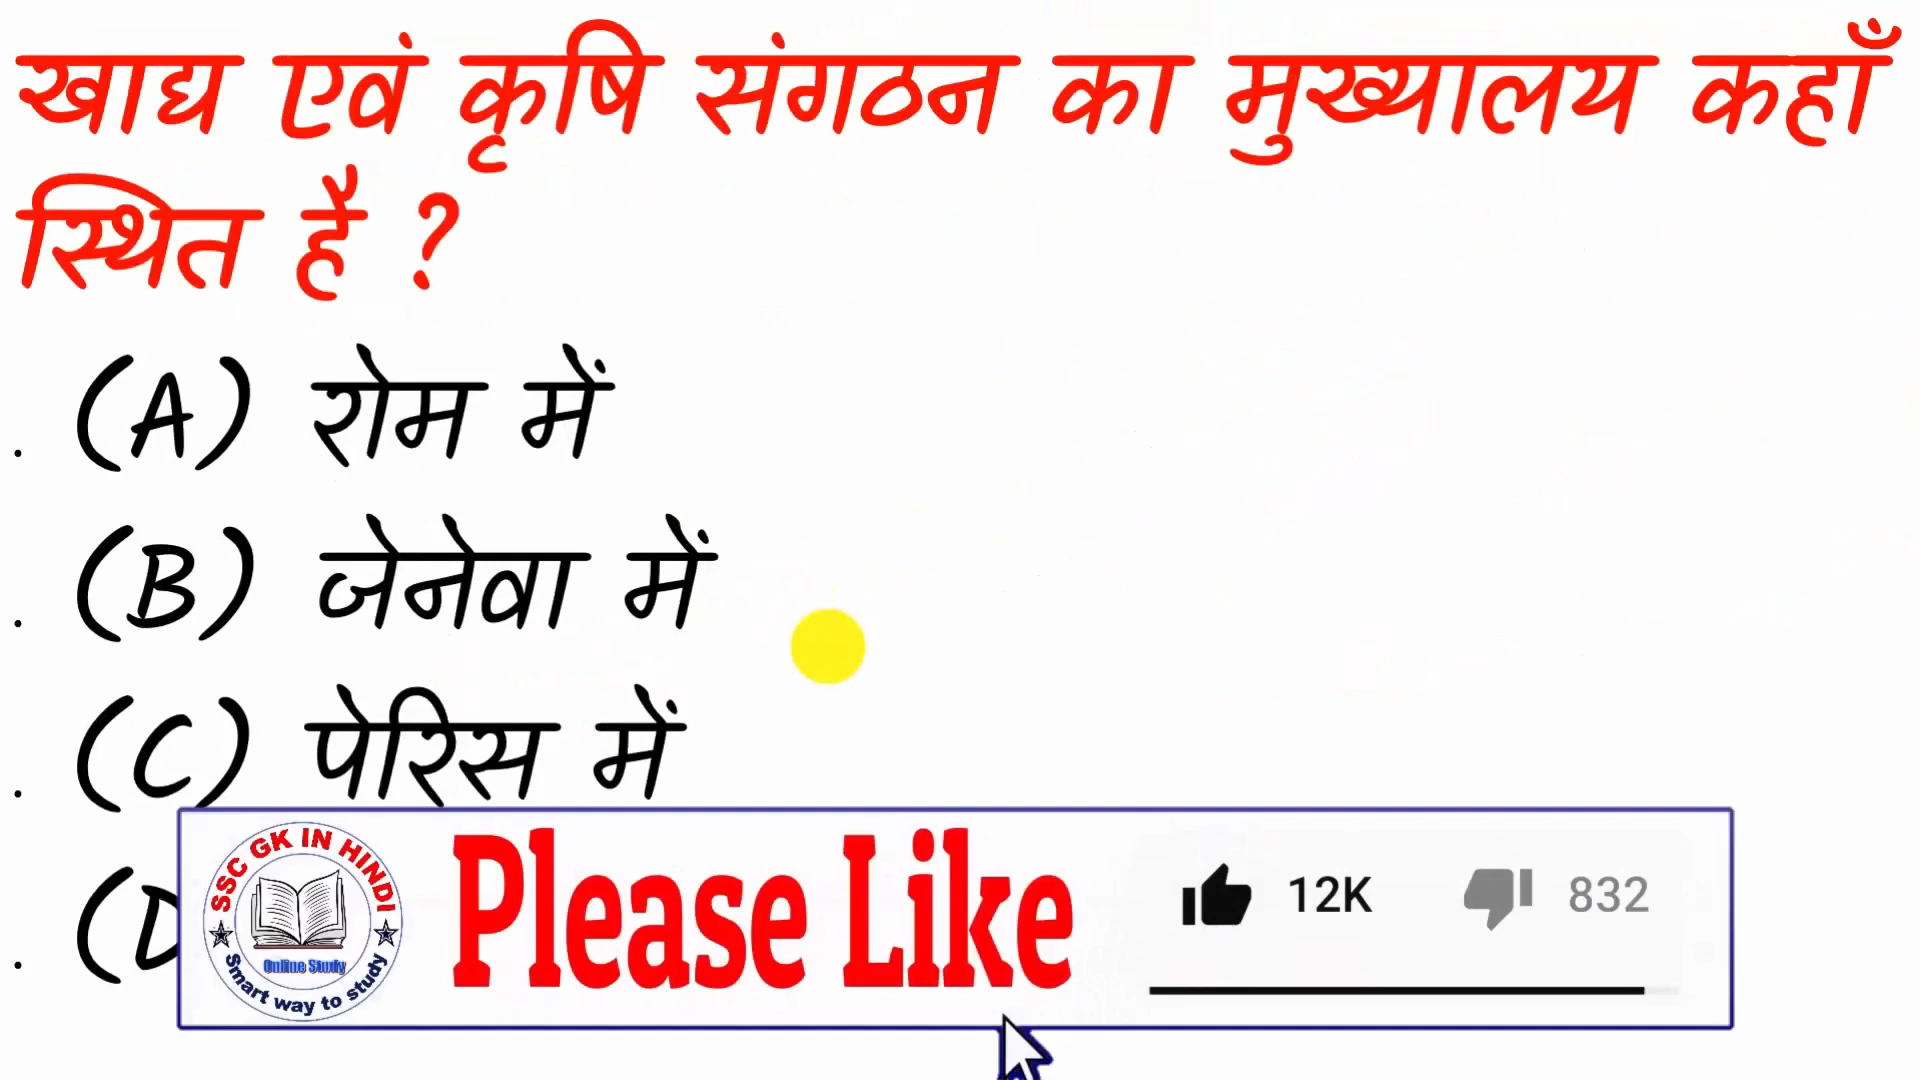 खाद्य एवं कृषि संगठन का मुख्यालय कहाँ
स्थित है ?
. (A) रोम में
. (B) जेनेवा में
. (C) पेरिस में
. (D
SSC GK IN HINDI
Online Study
Smart way to study
Please Like
12K 832